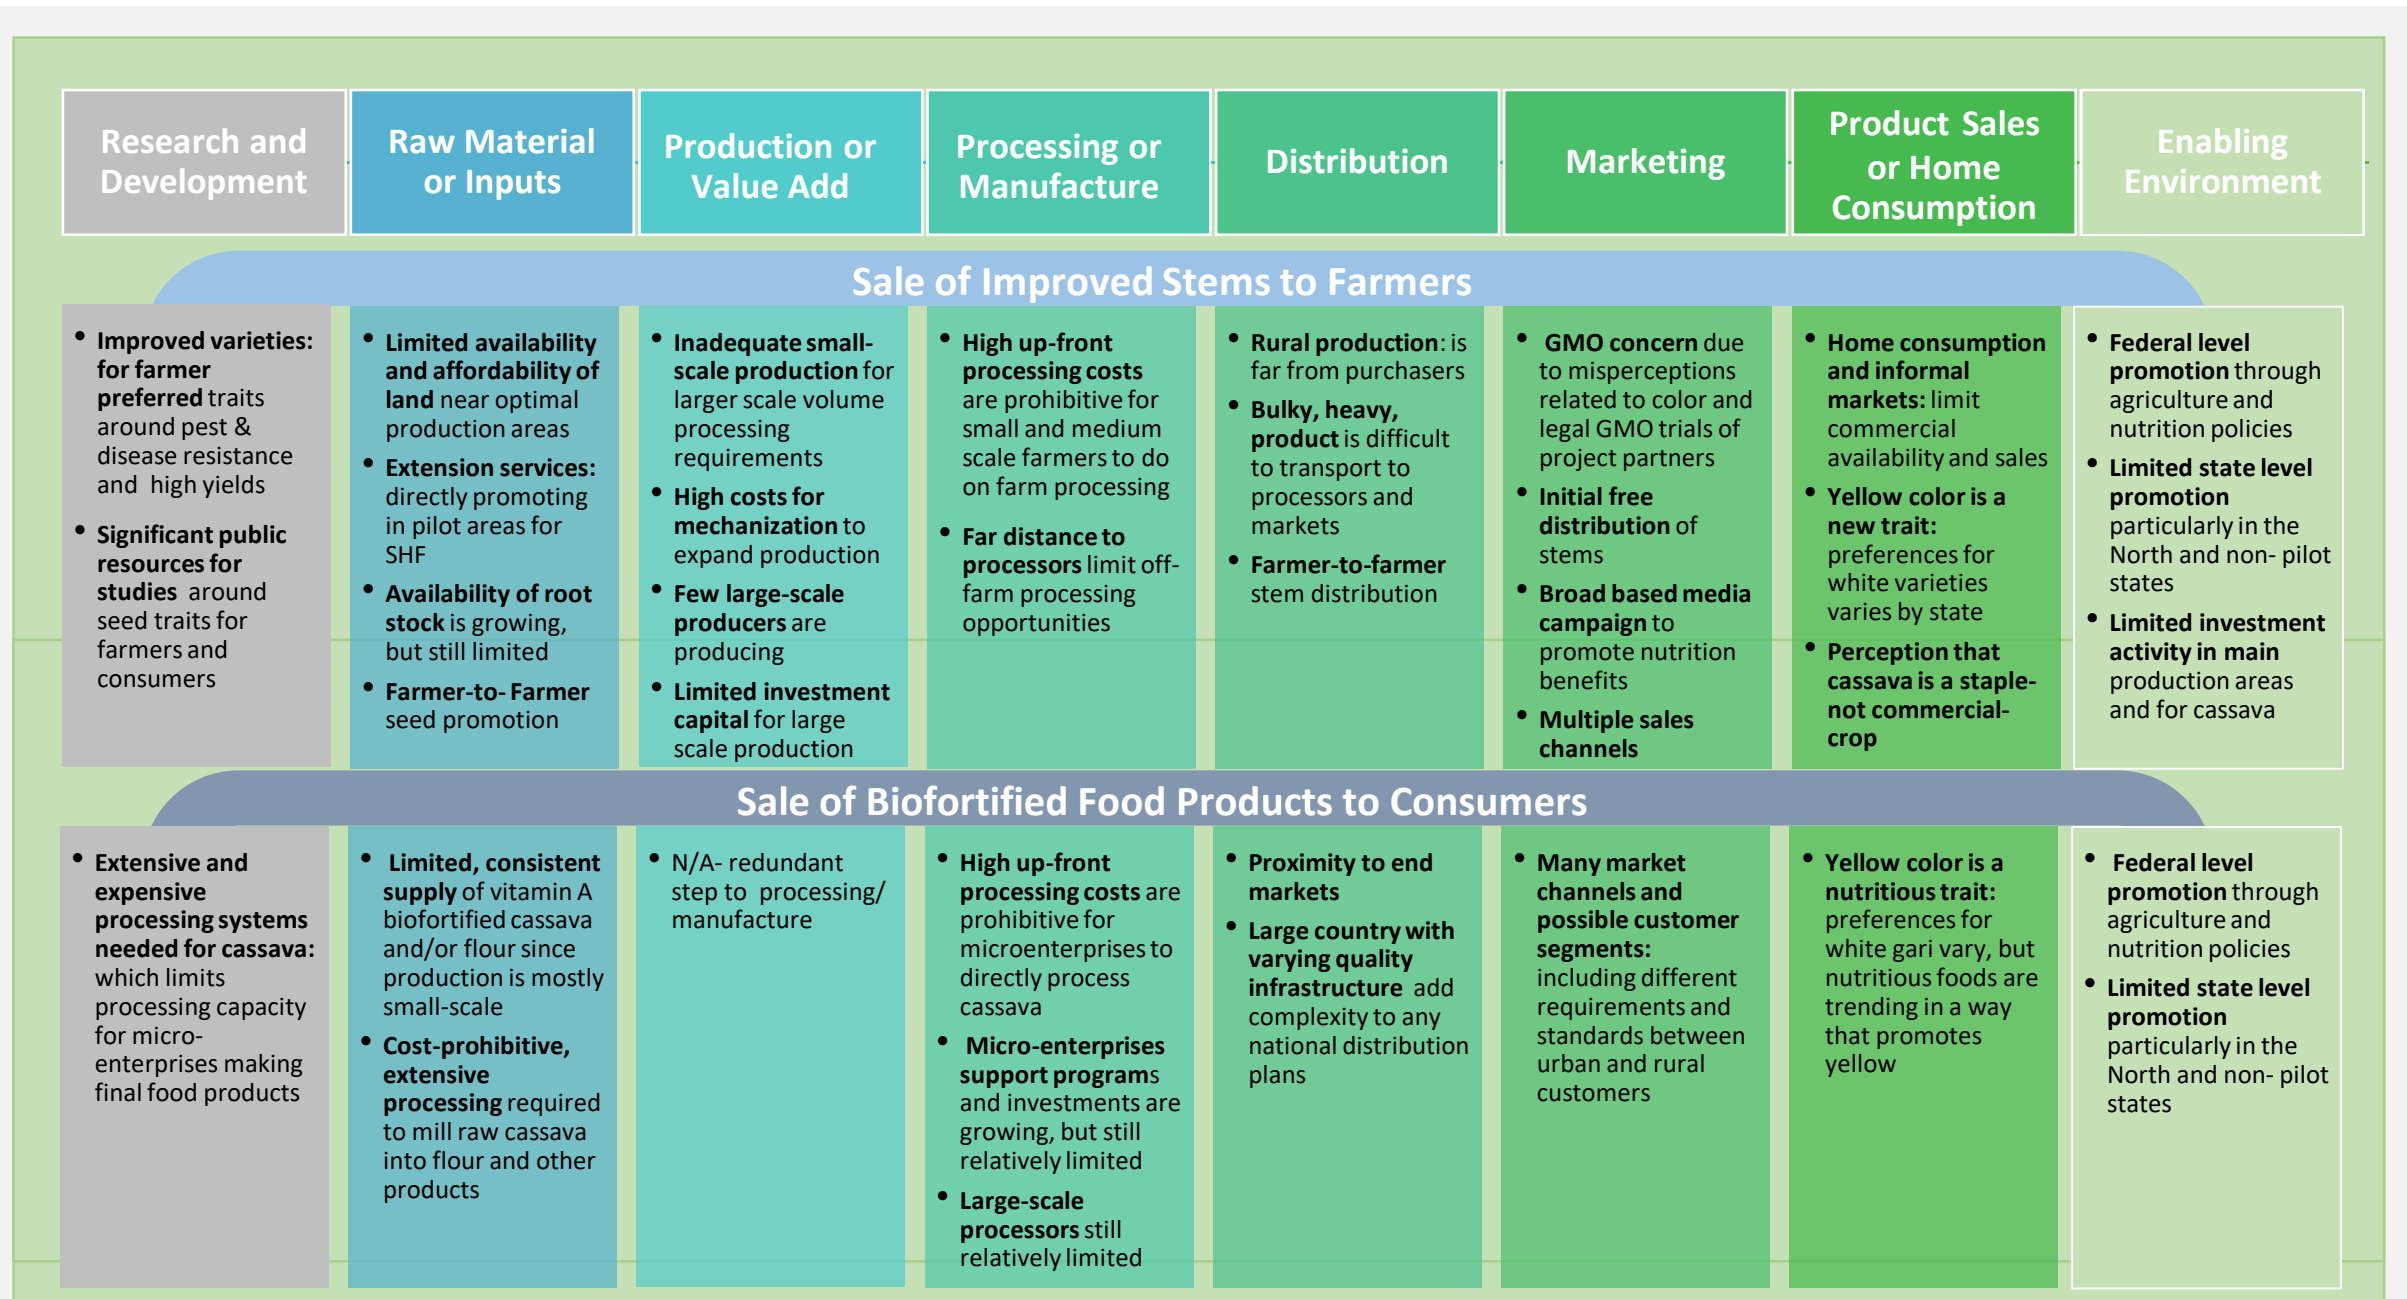 Research and
Development
Raw Material
or Inputs
Production or
Value Add
Processing or
Manufacture
Distribution
Marketing
Product Sales
or Home
Consumption
Enabling
Environment
Sale of Improved Stems to Farmers
• Improved varieties:
for farmer
preferred traits
around pest &
disease resistance
and high yields
• Significant public
resources for
studies around
seed traits for
farmers and
consumers
• Limited availability
and affordability of
land near optimal
production areas
• Extension services:
directly promoting
in pilot areas for
SHF
• Availability of root
stock is growing,
but still limited
• Farmer-to- Farmer
seed promotion
• Inadequate small-
scale production for
larger scale volume
processing
requirements
• High costs for
mechanization to
expand production
• Few large-scale
producers are
producing
• Limited investment
capital for large
scale production
• High up-front
processing costs
are prohibitive for
small and medium
scale farmers to do
on farm processing
• Far distance to
processors limit off-
farm processing
opportunities
• Rural production: is
far from purchasers
• Bulky, heavy,
product is difficult
to transport to
processors and
markets
• Farmer-to-farmer
stem distribution
• GMO concern due
to misperceptions
related to color and
legal GMO trials of
project partners
• Initial free
distribution of
stems
• Broad based media
campaign to
promote nutrition
benefits
• Multiple sales
channels
• Home consumption
and informal
markets: limit
commercial
availability and sales
• Yellow color is a
new trait:
preferences for
white varieties
varies by state
• Perception that
cassava is a staple-
not commercial-
crop
• Federal level
promotion through
agriculture and
nutrition policies
• Limited state level
promotion
particularly in the
North and non- pilot
states
• Limited investment
activity in main
production areas
and for cassava
Sale of Biofortified Food Products to Consumers
• Extensive and
expensive
processing systems
needed for cassava:
which limits
processing capacity
for micro-
enterprises making
final food products
• Limited, consistent
supply of vitamin A
biofortified cassava
and/or flour since
production is mostly
small-scale
• Cost-prohibitive,
extensive
processing required
to mill raw cassava
into flour and other
products
• N/A- redundant
step to processing/
manufacture
• High up-front
processing costs are
prohibitive for
microenterprises to
directly process
cassava
• Micro-enterprises
support programs
and investments are
growing, but still
relatively limited
• Large-scale
processors still
relatively limited
• Proximity to end
markets
• Large country with
varying quality
infrastructure add
complexity to any
national distribution
plans
• Many market
channels and
possible customer
segments:
including different
requirements and
standards between
urban and rural
customers
• Yellow color is a
nutritious trait:
preferences for
white gari vary, but
nutritious foods are
trending in a way
that promotes
yellow
• Federal level
promotion through
agriculture and
nutrition policies
• Limited state level
promotion
particularly in the
North and non- pilot
states